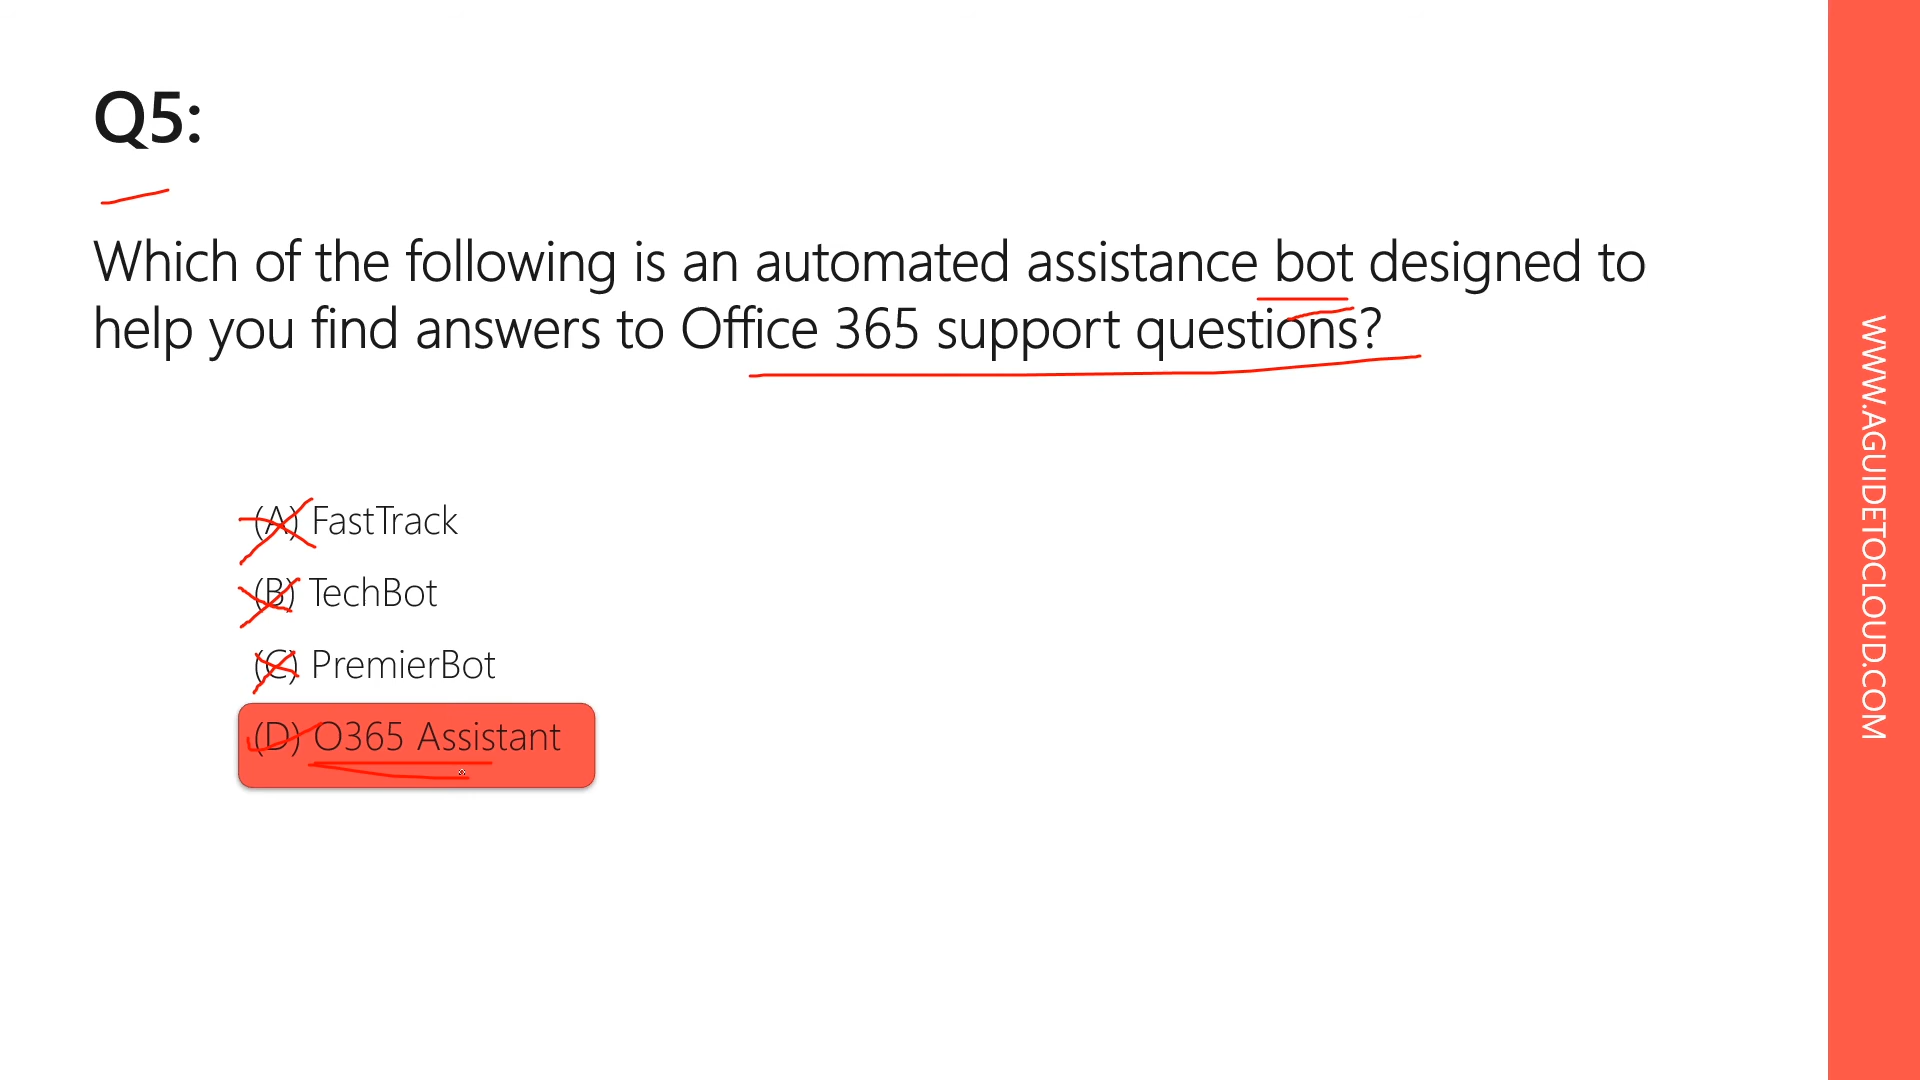 Q5:
Which of the following is an automated assistance bot designed to
help you find answers to Office 365 support questions?
(A) FastTrack
(B) TechBot
(C) PremierBot
(D) O365 Assistant
WWW.AGUIDETOCLOUD.COM